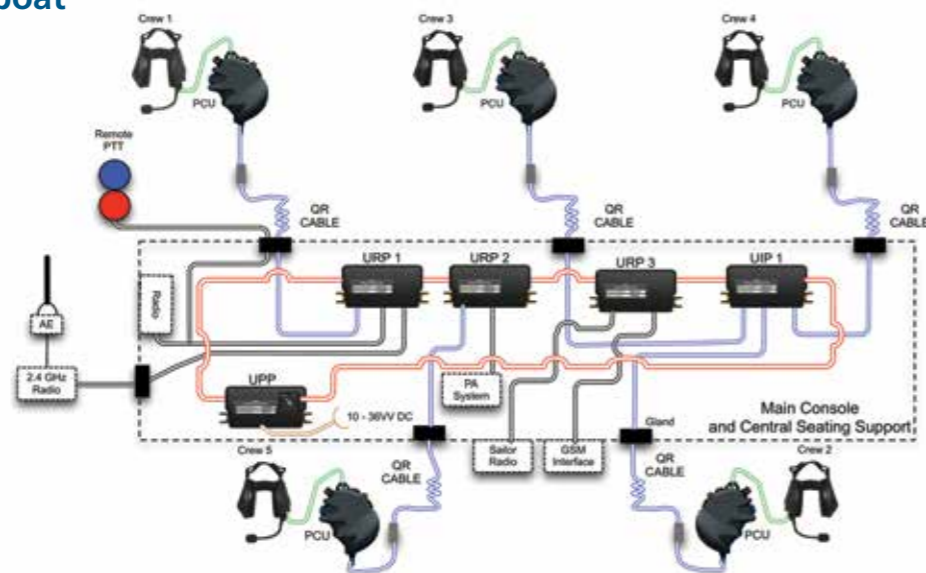 boat
Crew 1
Crew 3
Crew 4
PCU
PCU
PCU
Remote
PTT
QR
CABLE
QR
CABLE
QR
CABLE
URP 1
URP 2
URP 3
UIP 1
Radio
AE
2.4 GHz
Radio
UPP
10 - 36VV DC
PA
System
Main Console
and Central Seating Support
Gland
Sailor
Radio
GSM
Interface
Crew 5
QR
CABLE
QR
CABLE
Crew 2
PCU
PCU